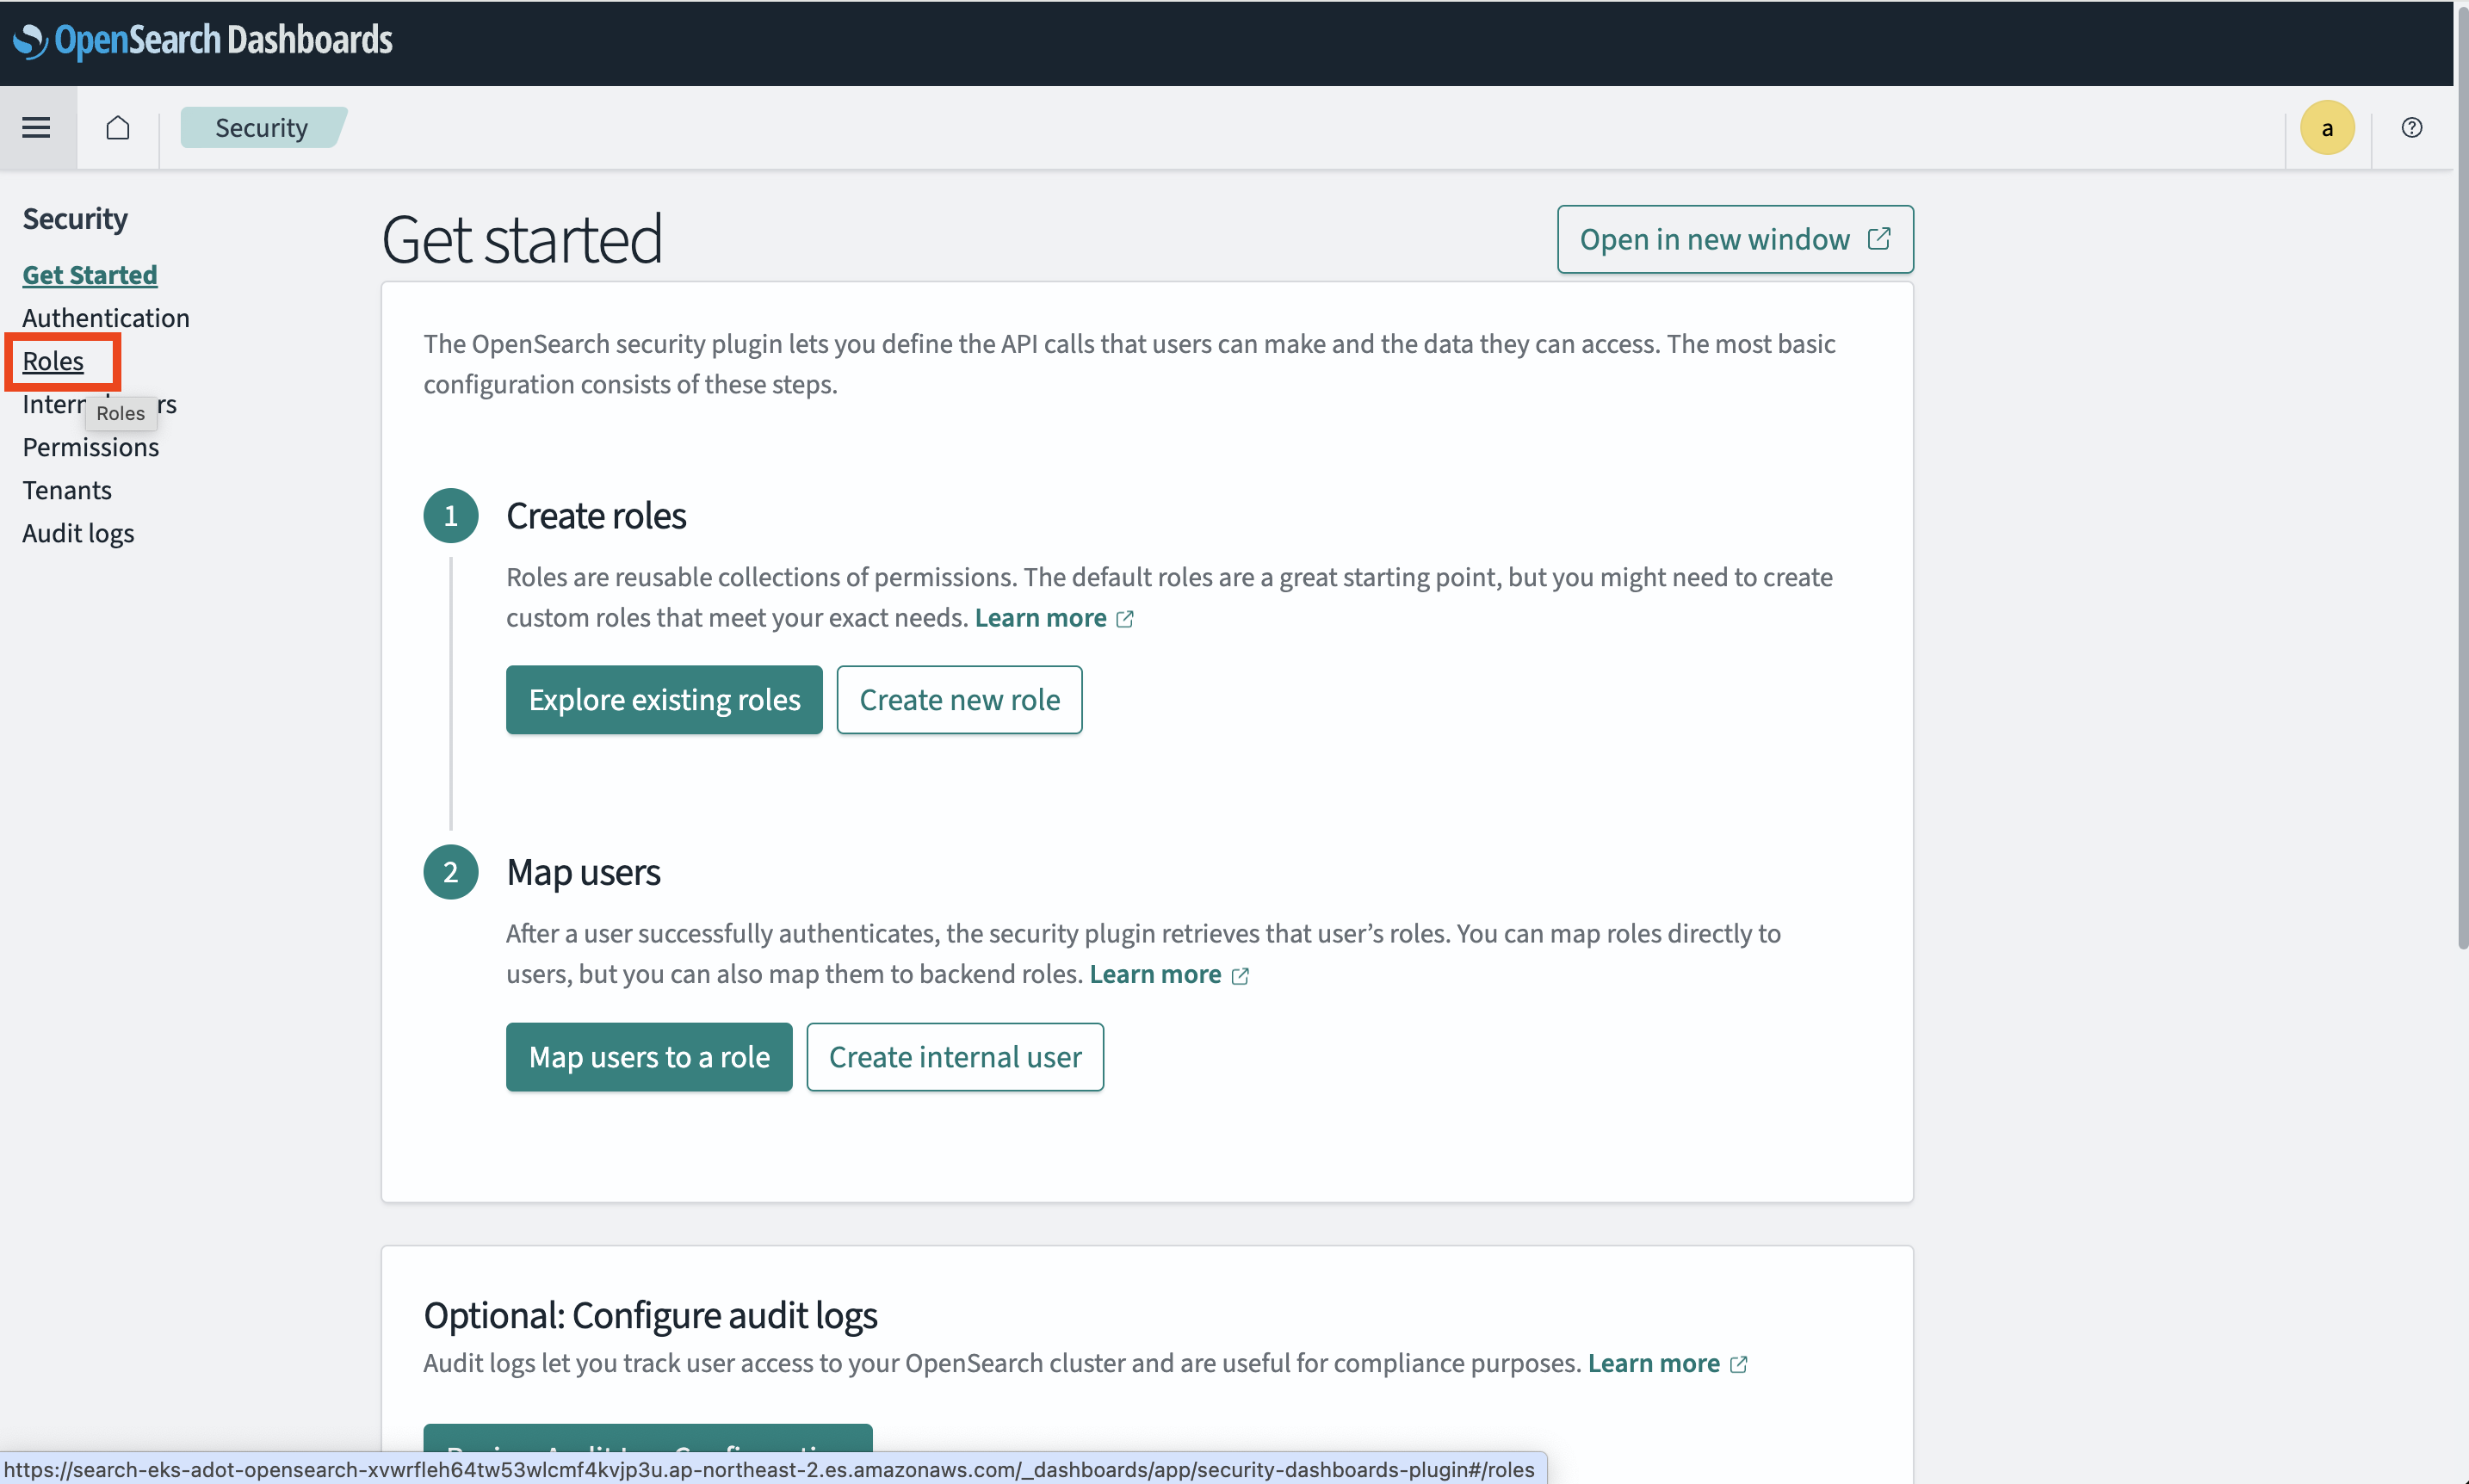 OpenSearch Dashboards
Security
a
Security
Get Started
Authentication
Roles
Roles
Permissions
Tenants
Audit logs
Get started
Open in new window
The OpenSearch security plugin lets you define the API calls that users can make and the data they can access. The most basic
configuration consists of these steps.
1
Create roles
Roles are reusable collections of permissions. The default roles are a great starting point, but you might need to create
custom roles that meet your exact needs. Learn more
Explore existing roles
Create new role
2
Map users
After a user successfully authenticates, the security plugin retrieves that user’s roles. You can map roles directly to
users, but you can also map them to backend roles. Learn more
Map users to a role
Create internal user
Optional: Configure audit logs
Audit logs let you track user access to your OpenSearch cluster and are useful for compliance purposes. Learn more
https://search-eks-adot-opensearch-xvwrfleh64tw53wlcmf4kvjp3u.ap-northeast-2.es.amazonaws.com/_dashboards/app/security-dashboards-plugin#/roles